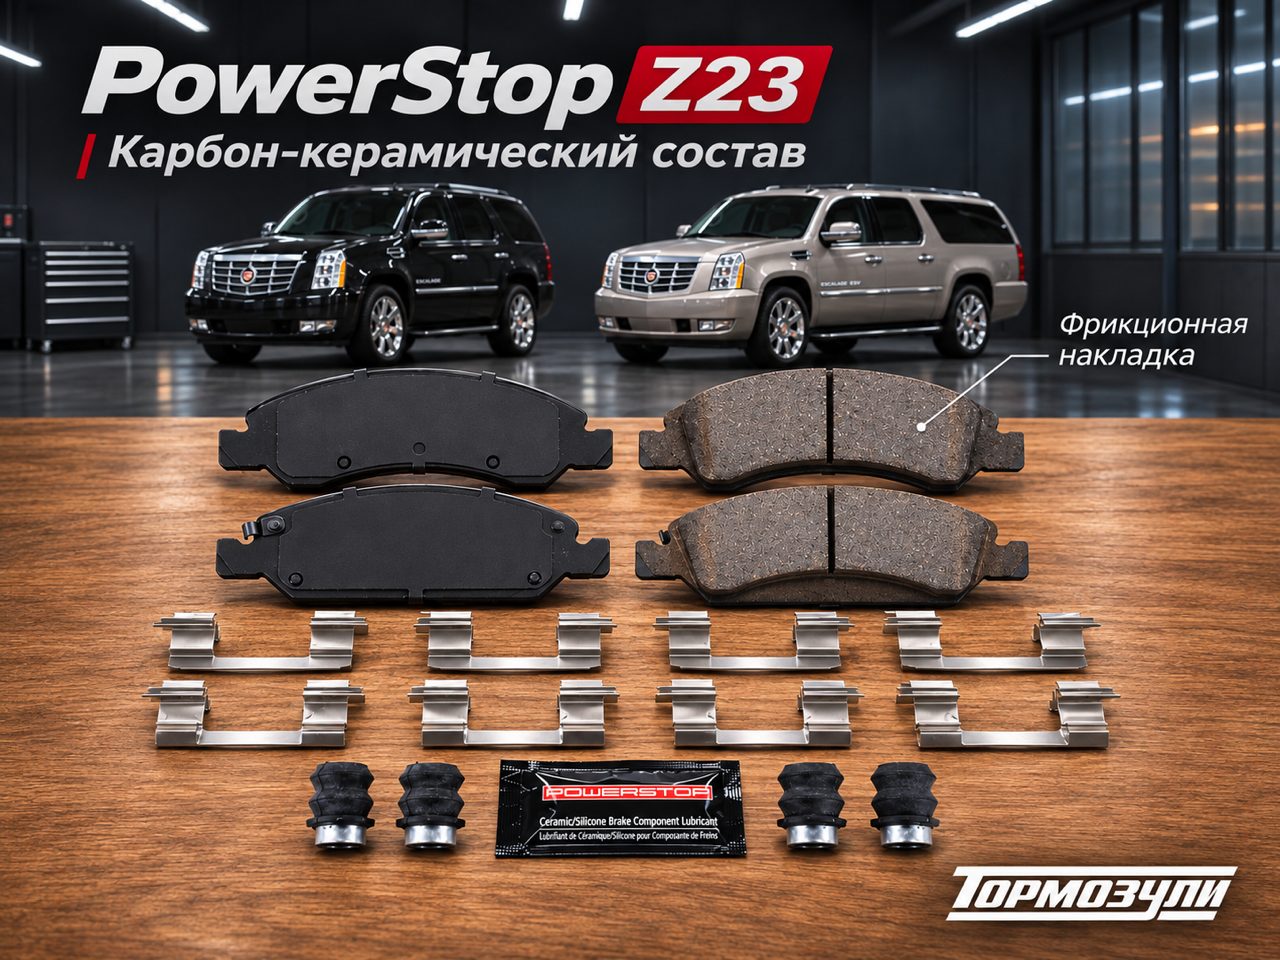 PowerStop Z23
Карбон-керамический состав
ESCALADE
ESCALADE ESV
Фрикционная
накладка
POWERSTOP
Ceramic/Silicone Brake Component Lubricant
Lubrifiant de Céramique/Silicone pour Composante de Freins
ТОРМОЗУЛИ